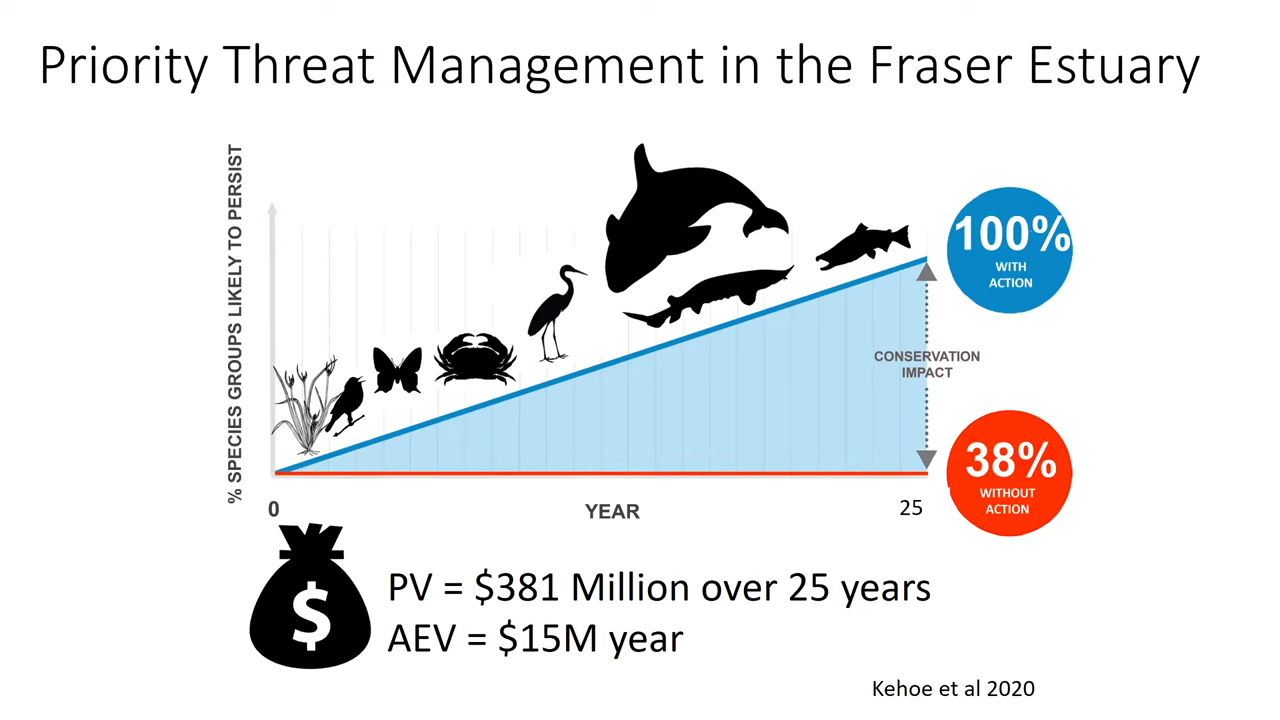 Priority Threat Management in the Fraser Estuary
% SPECIES GROUPS LIKELY TO PERSIST
100%
WITH
ACTION
CONSERVATION
IMPACT
38%
WITHOUT
ACTION
0
YEAR
25
$
PV = $381 Million over 25 years
AEV = $15M year
Kehoe et al 2020